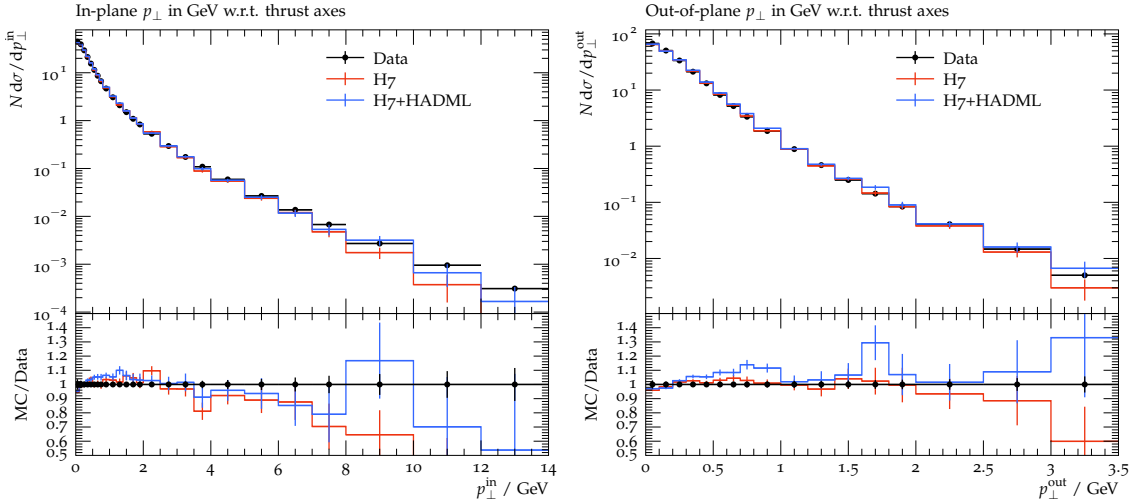 In-plane p⊥ in GeV w.r.t. thrust axes
Data
H7
H7+HADML
N dσ/dp⊥^in
10^1
1
10^−1
10^−2
10^−3
10^−4
MC/Data
1.4
1.3
1.2
1.1
1
0.9
0.8
0.7
0.6
0.5
0 2 4 6 8 10 12 14
p⊥^in / GeV
Out-of-plane p⊥ in GeV w.r.t. thrust axes
Data
H7
H7+HADML
N dσ/dp⊥^out
10^2
10^1
1
10^−1
10^−2
10^−3
MC/Data
1.4
1.3
1.2
1.1
1
0.9
0.8
0.7
0.6
0.5
0 0.5 1 1.5 2 2.5 3 3.5
p⊥^out / GeV